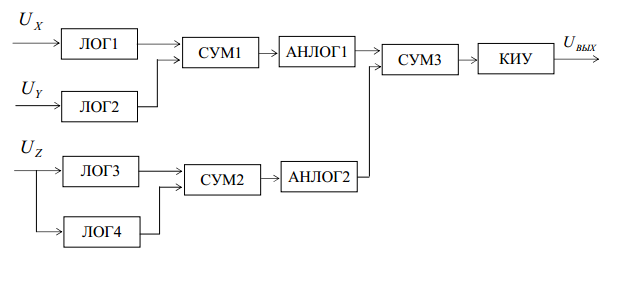 U_X
ЛОГ1
СУМ1
АНЛОГ1
СУМ3
КИУ
U_ВЫХ
U_Y
ЛОГ2
U_Z
ЛОГ3
СУМ2
АНЛОГ2
ЛОГ4